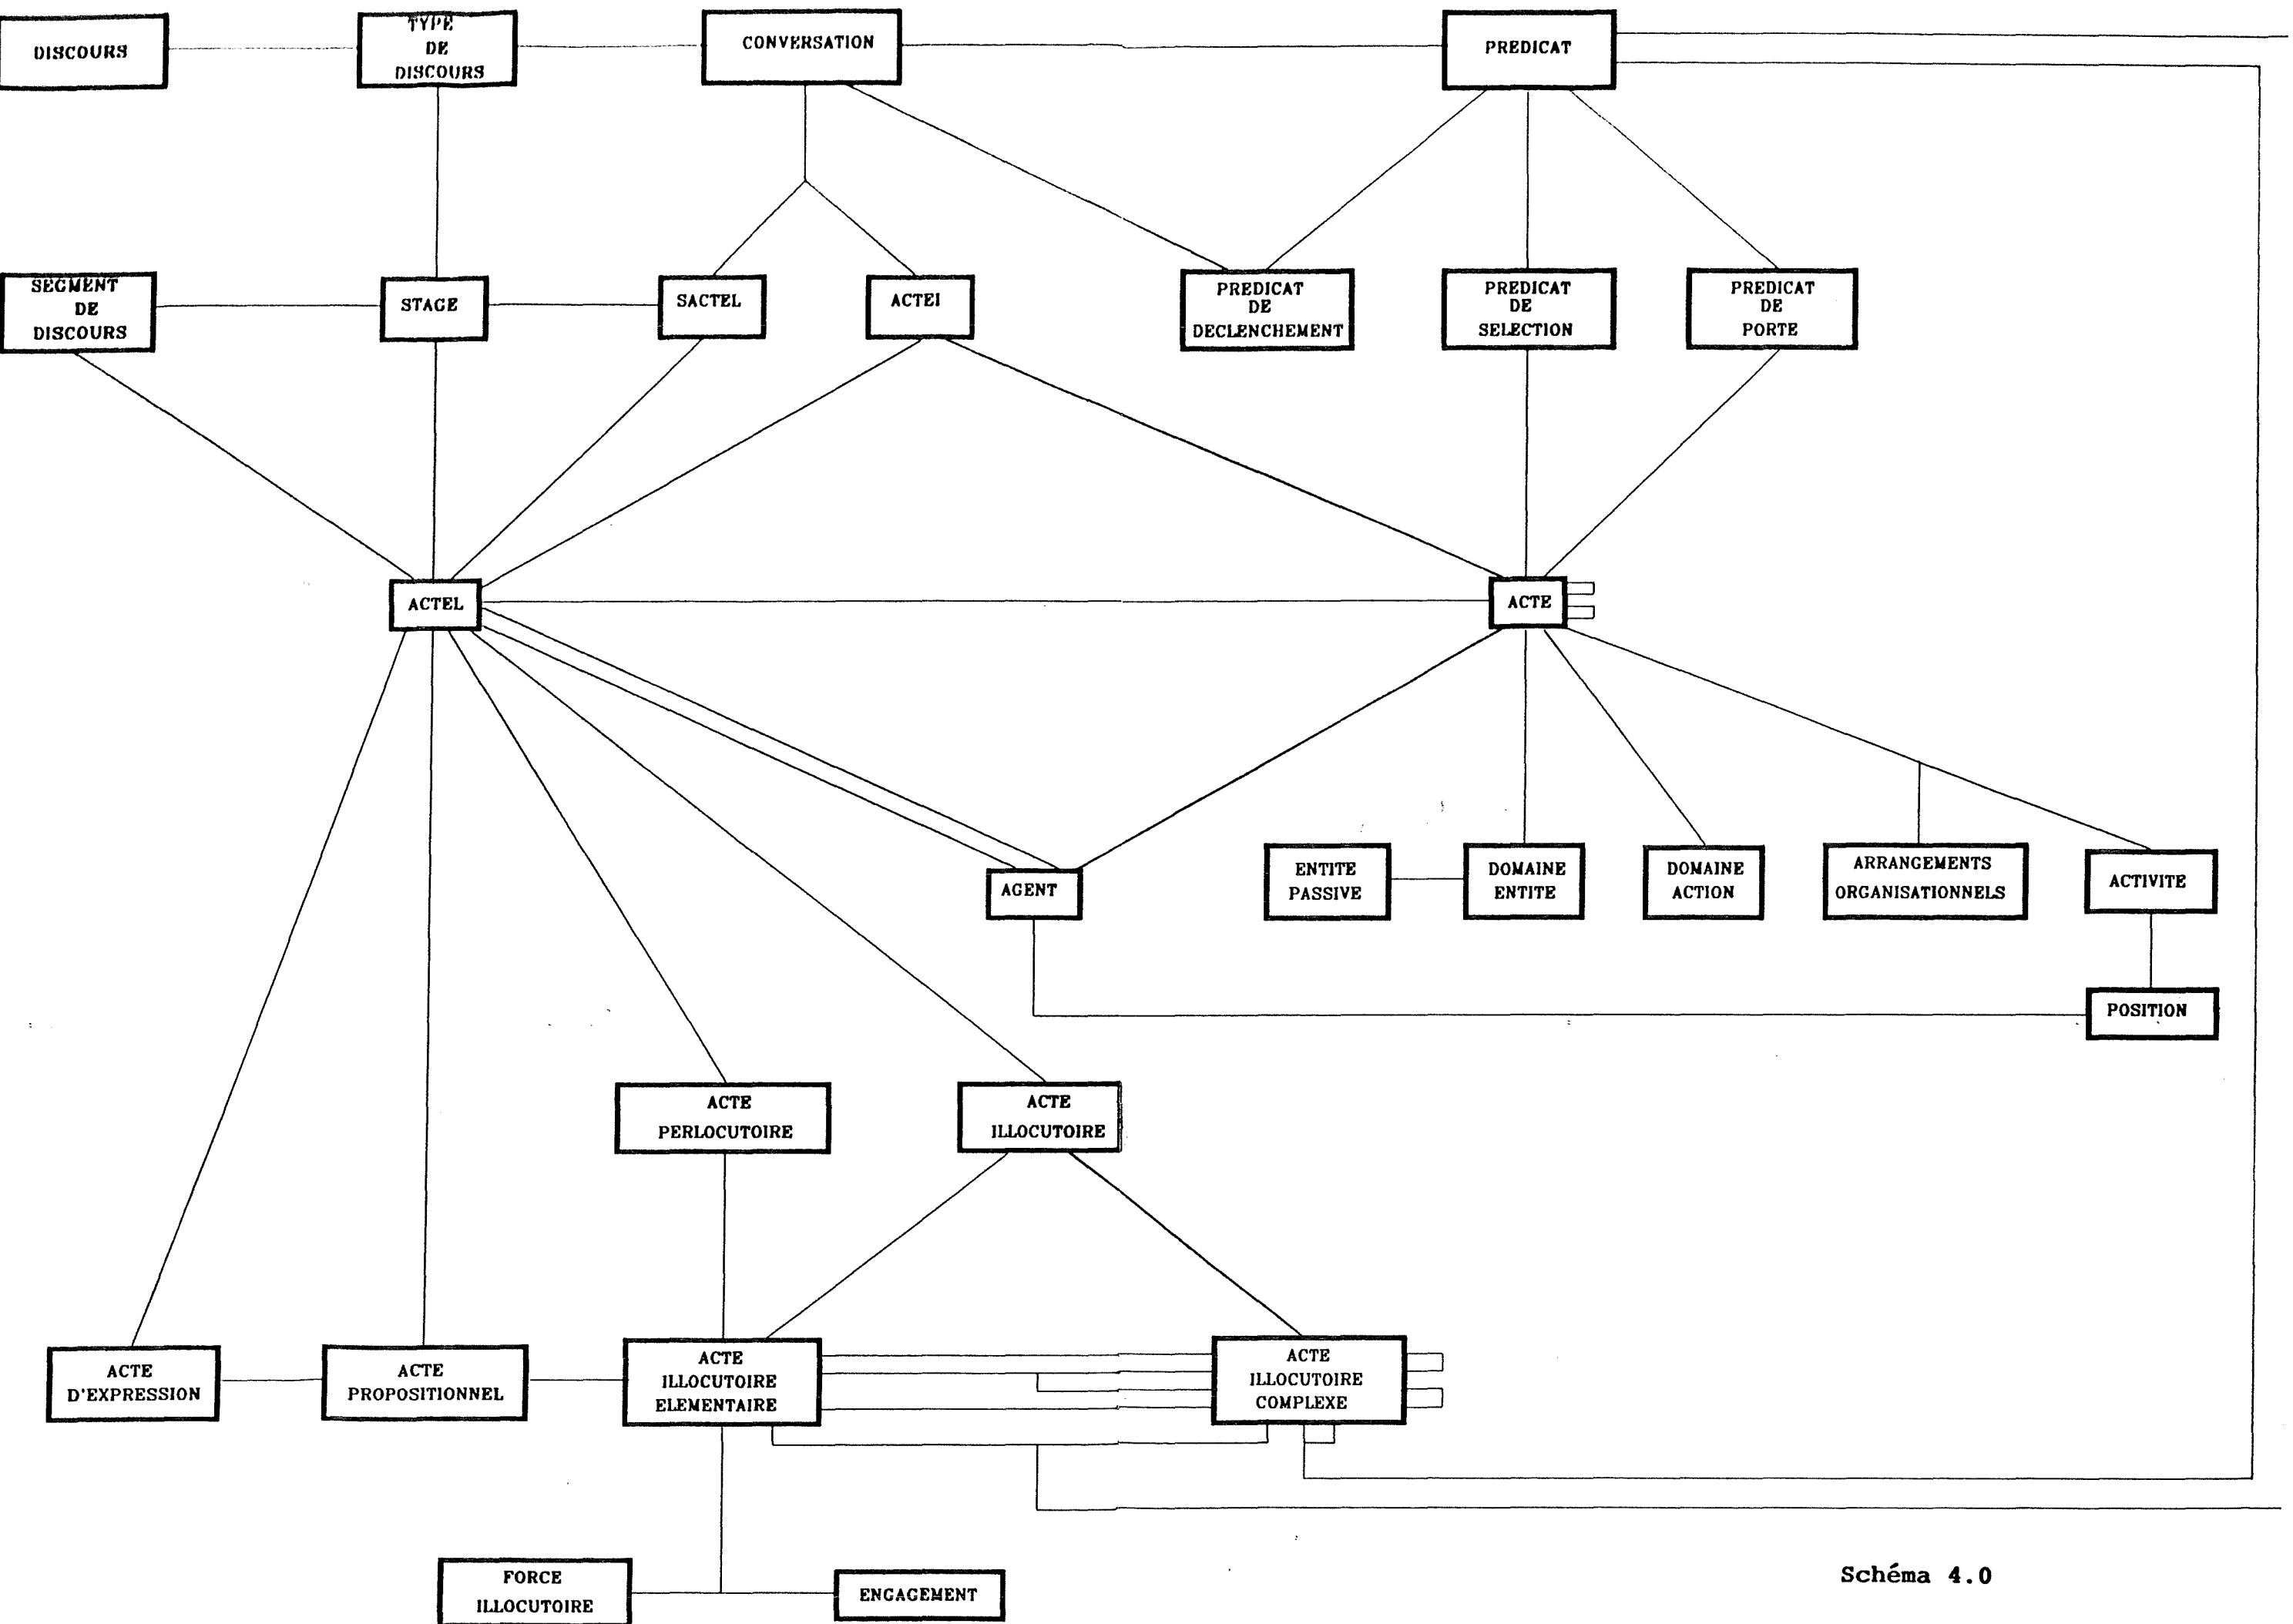 DISCOURS
TYPE
DE
DISCOURS
CONVERSATION
PREDICAT
SEGMENT
DE
DISCOURS
STAGE
SACTEL
ACTEI
PREDICAT
DE
DECLENCHEMENT
PREDICAT
DE
SELECTION
PREDICAT
DE
PORTE
ACTEL
ACTE
AGENT
ENTITE
PASSIVE
DOMAINE
ENTITE
DOMAINE
ACTION
ARRANGEMENTS
ORGANISATIONNELS
ACTIVITE
POSITION
ACTE
PERLOCUTOIRE
ACTE
ILLOCUTOIRE
ACTE
D'EXPRESSION
ACTE
PROPOSITIONNEL
ACTE
ILLOCUTOIRE
ELEMENTAIRE
ACTE
ILLOCUTOIRE
COMPLEXE
FORCE
ILLOCUTOIRE
ENGAGEMENT
Schéma 4.0